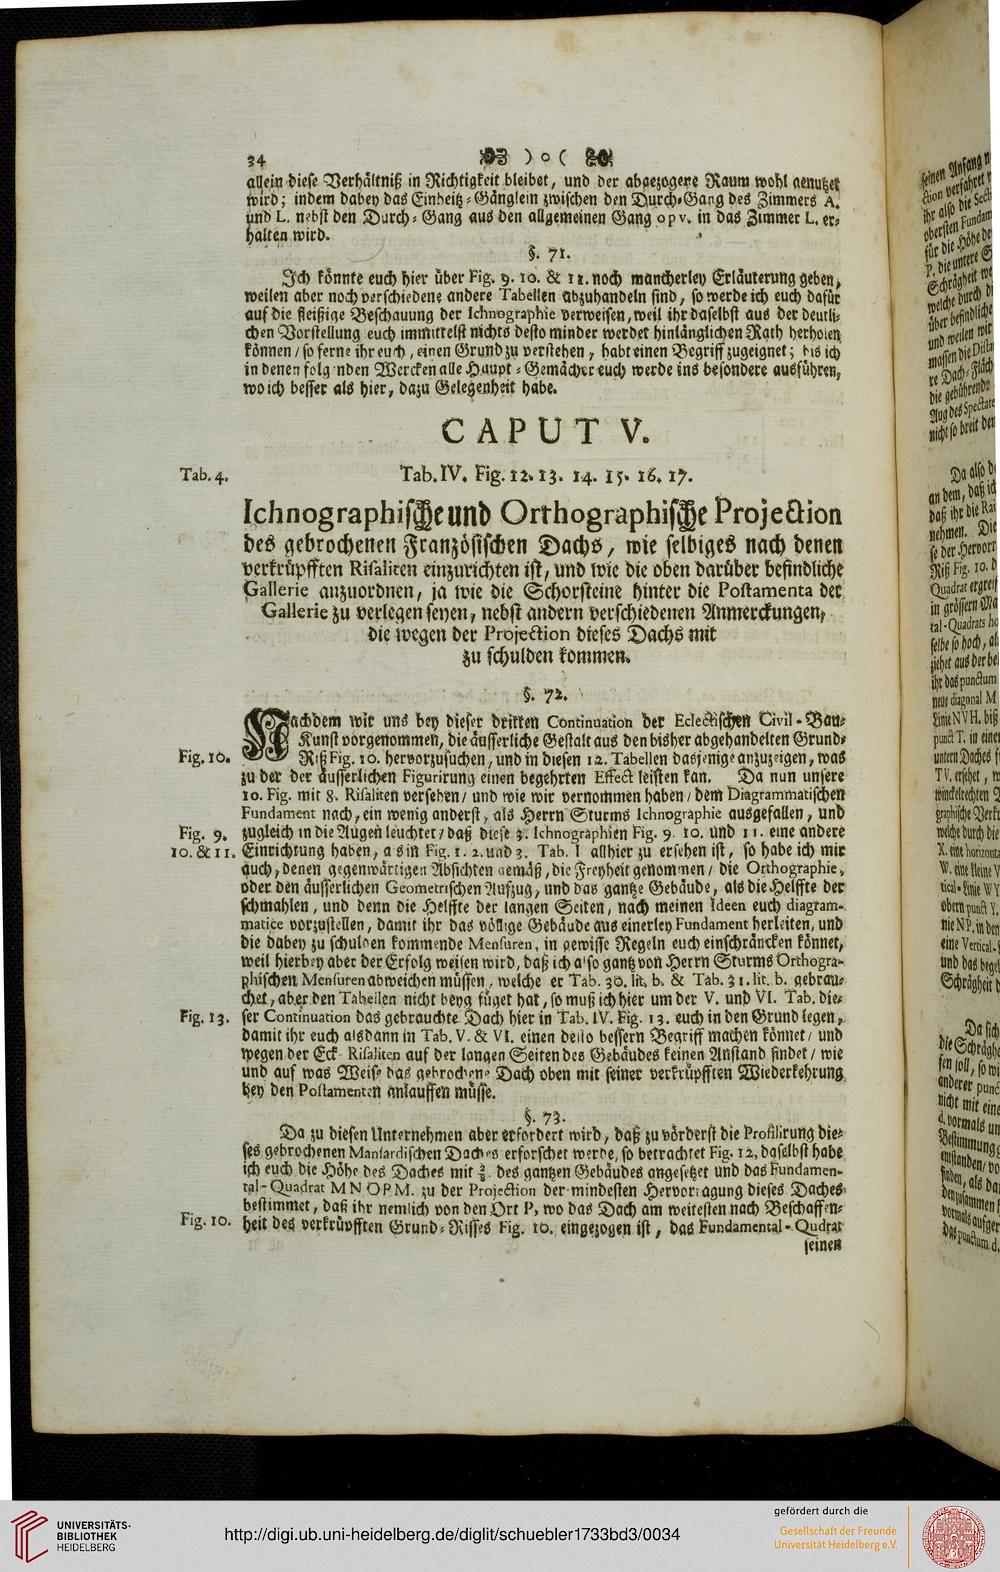 34 ) o (
allein diese Verhältniß in Richtigkeit bleibet, und der abgezogene Raum wohl genutzet
wird; indem dabey das Einheitz-Gänglein zwischen den Durch-Gang des Zimmers A.
und L. nebst den Durch-Gang aus den allgemeinen Gang o p v. in das Zimmer L. er-
halten wird.
§. 71.
Ich könnte euch hier über Fig. 9. 10. & 11. noch mancherley Erläuterung geben,
weilen aber noch verschiedene andere Tabellen abzuhandeln sind, so werde ich euch dafür
auf die fleißige Beschauung der Ichnographie verweisen, weil ihr daselbst aus der deutli-
chen Vorstellung euch immittelst nichts desto minder werdet hinlänglichen Rath herholen
können / so ferne ihr euch, einen Grund zu verstehen, habt einen Begriff zugeignet; bis ich
in denen folgenden Wercken alle Haupt-Gemächer euch werde ins besondere ausführen,
wo ich besser als hier, dazu Gelegenheit habe.
CAPUT V.
Tab. 4.
Tab. IV. Fig. 12. 13. 14. 15. 16. 17.
Ichnographische und Orthographische Projection
des gebrochenen Französischen Dachs, wie selbiges nach denen
verkrüpfften Risaliten einzurichten ist, und wie die oben darüber befindliche
Gallerie anzuordnen, ja wie die Schorsteine hinter die Postamenta der
Gallerie zu verlegen seyen, nebst andern verschiedenen Anmerckungen,
die wegen der Projection dieses Dachs mit
zu schulden kommen.
§. 72.
Nachdem wir uns bey dieser dritten Continuation der Eclectischen Civil-Bau-
Kunst vorgenommen, die äusserliche Gestalt aus den bisher abgehandelten Grund-
Fig. 10. Riß Fig. 10. hervorzusuchen, und in diesen 12. Tabellen dasjenige anzuzeigen, was
zu der der äusserlichen Figurirung einen begehrten Effect leisten kan. Da nun unsere
10. Fig. mit 8. Risaliten versehen / und wie wir vernommen haben / dem Diagrammatischen
Fundament nach, ein wenig anderst, als Herrn Sturms Ichnographie ausgefallen, und
Fig. 9. zugleich in die Augen leuchtet / daß diese 3. Ichnographien Fig. 9. 10. und 11. eine andere
10. & 11. Einrichtung haben, als in Fig. 1. 2. und 3. Tab. I allhier zu ersehen ist, so habe ich mir
auch, denen gegenwärtigen Absichten gemäß, die Freyheit genommen / die Orthographie,
oder den äusserlichen Geometrischen Aufzug, und das gantze Gebäude, als die Helffte der
schmahlen, und denn die Helffte der langen Seiten, nach meinen Ideen euch diagram-
matice vorzustellen, damit ihr das völlige Gebäude aus einerley Fundament herleiten, und
die dabey zu schulden kommende Mensuren, in gewisse Regeln euch einschräncken könnet,
weil hierbey aber der Erfolg weisen wird, daß ich also gantz von Herrn Sturms Orthogra-
phischen Mensuren abweichen müssen, welche er Tab. 30. lit. b. & Tab. 31. lit. b. gebrau-
chet, aber den Tabellen nicht beyg füget hat, so muß ich hier um der V. und VI. Tab. die-
Fig. 13. ser Continuation das gebrauchte Dach hier in Tab. IV. Fig. 13. euch in den Grund legen,
damit ihr euch alsdann in Tab. V. & VI. einen desto bessern Begriff machen könnet / und
wegen der Eck-Risaliten auf der langen Seiten des Gebäudes keinen Anstand findet / wie
und auf was Weise das gebrochene Dach oben mit seiner verkrüpfften Wiederkehrung
bey den Postamenten anlauffen müsse.
§. 73.
Da zu diesen Unternehmen aber erfordert wird, daß zu vörderst die Profilirung die-
ses gebrochenen Mansardischen Daches erforschet werde, so betrachtet Fig. 12, daselbst habe
ich euch die Höhe des Daches mit ⅔. des gantzen Gebäudes angesetzet und das Fundamen-
tal-Quadrat M N O P M. zu der Projection der mindesten Hervorragung dieses Daches
bestimmet, daß ihr nemlich von den Ort P, wo das Dach am weitesten nach Beschaffen-
Fig. 10. heit des verkrüpfften Grund-Risses Fig. 10. eingezogen ist, das Fundamental-Qudrat
seinen
UNIVERSITÄTS-
BIBLIOTHEK
HEIDELBERG
http://digi.ub.uni-heidelberg.de/diglit/schuebler1733bd3/0034
gefördert durch die
Gesellschaft der Freunde
Universität Heidelberg e.V.